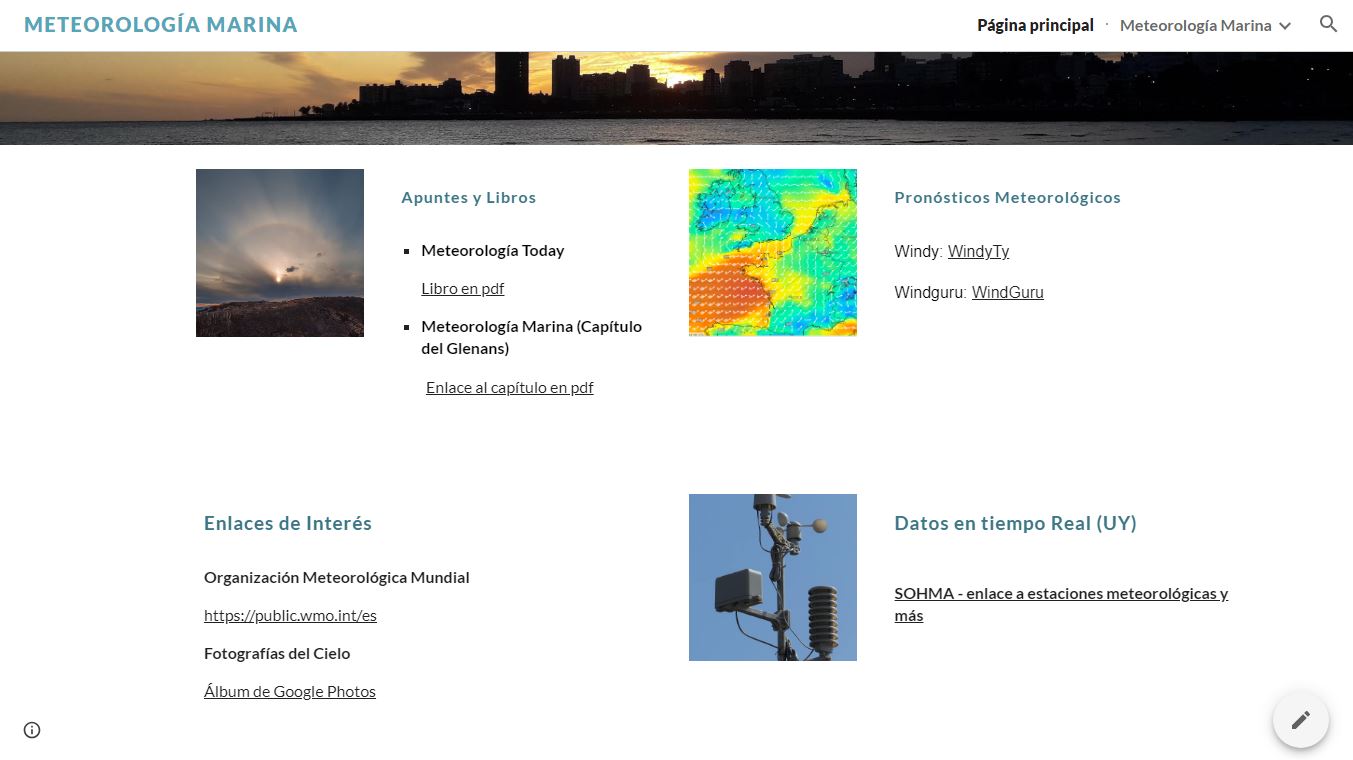 METEOROLOGÍA MARINA
Página principal · Meteorología Marina
Apuntes y Libros
▪ Meteorología Today
Libro en pdf
▪ Meteorología Marina (Capítulo
del Glenans)
Enlace al capítulo en pdf
Pronósticos Meteorológicos
Windy: WindyTy
Windguru: WindGuru
Enlaces de Interés
Organización Meteorológica Mundial
https://public.wmo.int/es
Fotografías del Cielo
Álbum de Google Photos
Datos en tiempo Real (UY)
SOHMA - enlace a estaciones meteorológicas y
más